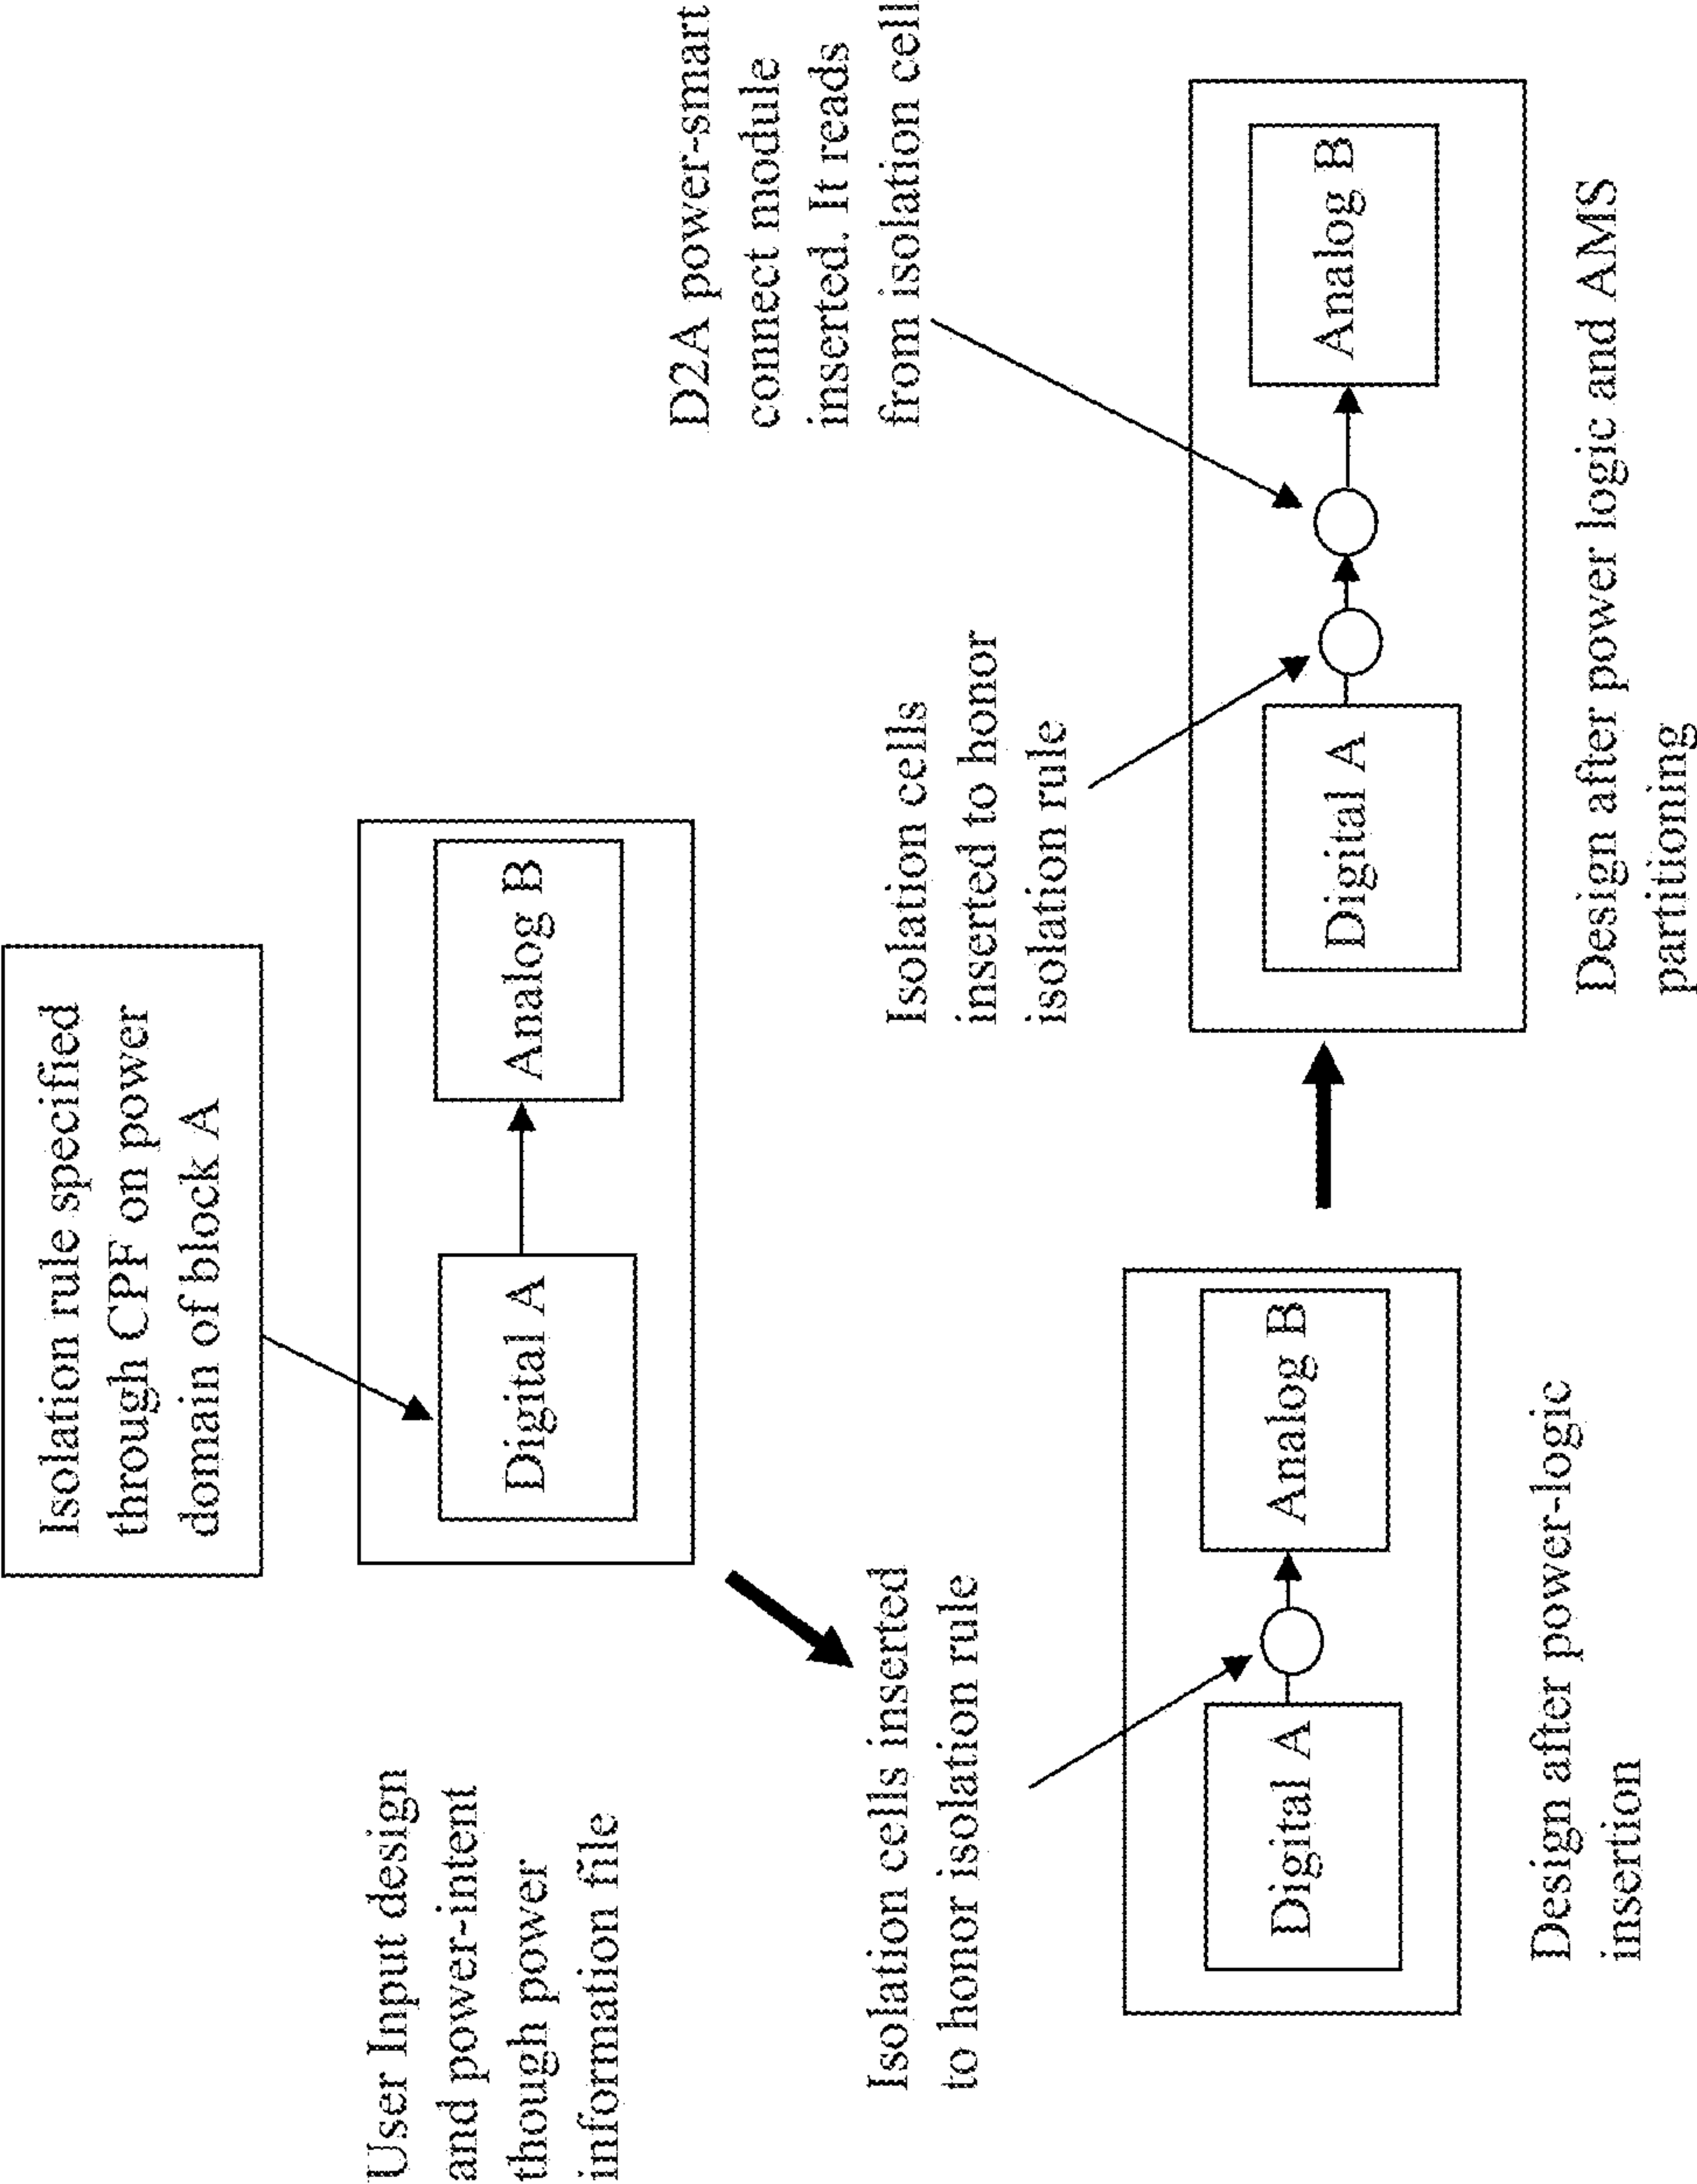 Isolation rule specified
through CPF on power
domain of block A
User Input design
and power-intent
though power
information file
Digital A
Analog B
Isolation cells inserted
to honor isolation rule
Digital A
Analog B
Design after power-logic
insertion
D2A power-smart
connect module
inserted. It reads
from isolation cell
Isolation cells
inserted to honor
isolation rule
Digital A
Analog B
Design after power logic and AMS
partitioning